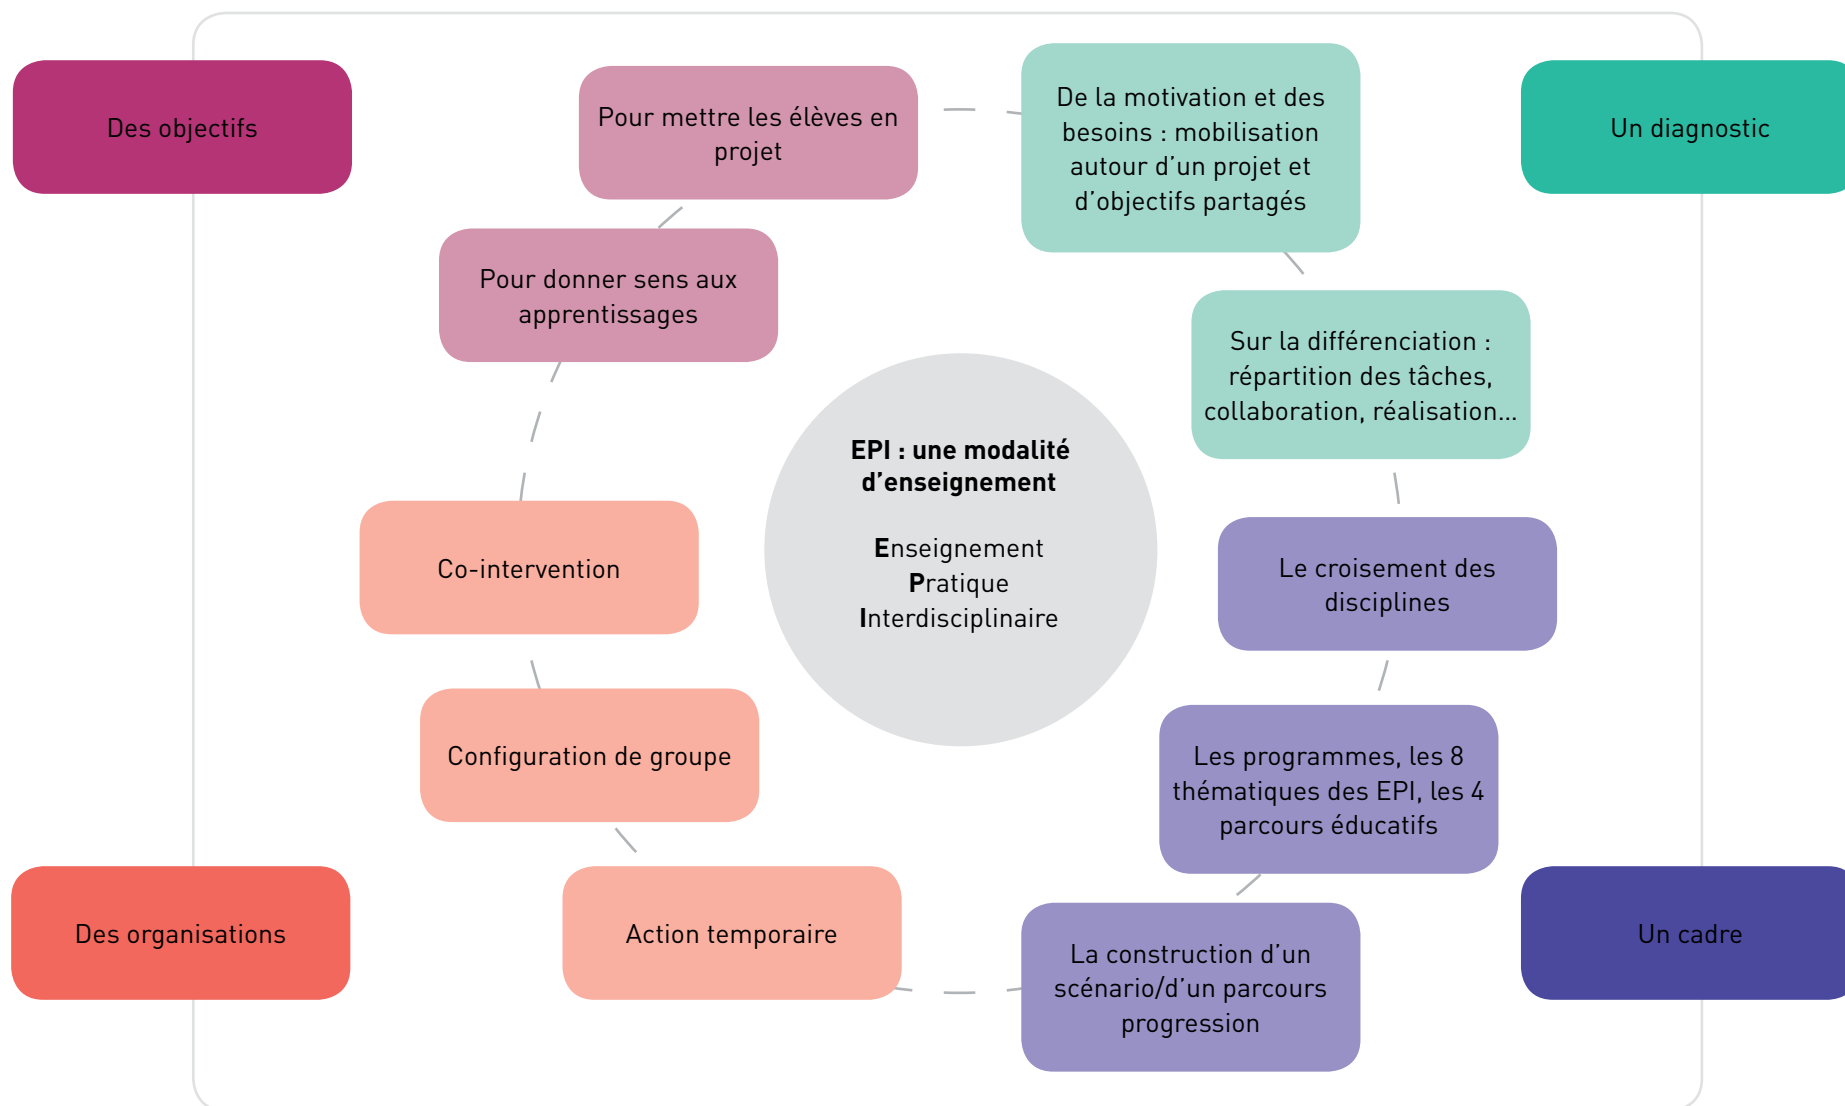 Des objectifs
Pour mettre les élèves en
projet
De la motivation et des
besoins : mobilisation
autour d’un projet et
d’objectifs partagés
Un diagnostic
Pour donner sens aux
apprentissages
Sur la différenciation :
répartition des tâches,
collaboration, réalisation...
EPI : une modalité
d’enseignement
Enseignement
Pratique
Interdisciplinaire
Co-intervention
Le croisement des
disciplines
Configuration de groupe
Les programmes, les 8
thématiques des EPI, les 4
parcours éducatifs
Des organisations
Action temporaire
La construction d’un
scénario/d’un parcours
progression
Un cadre